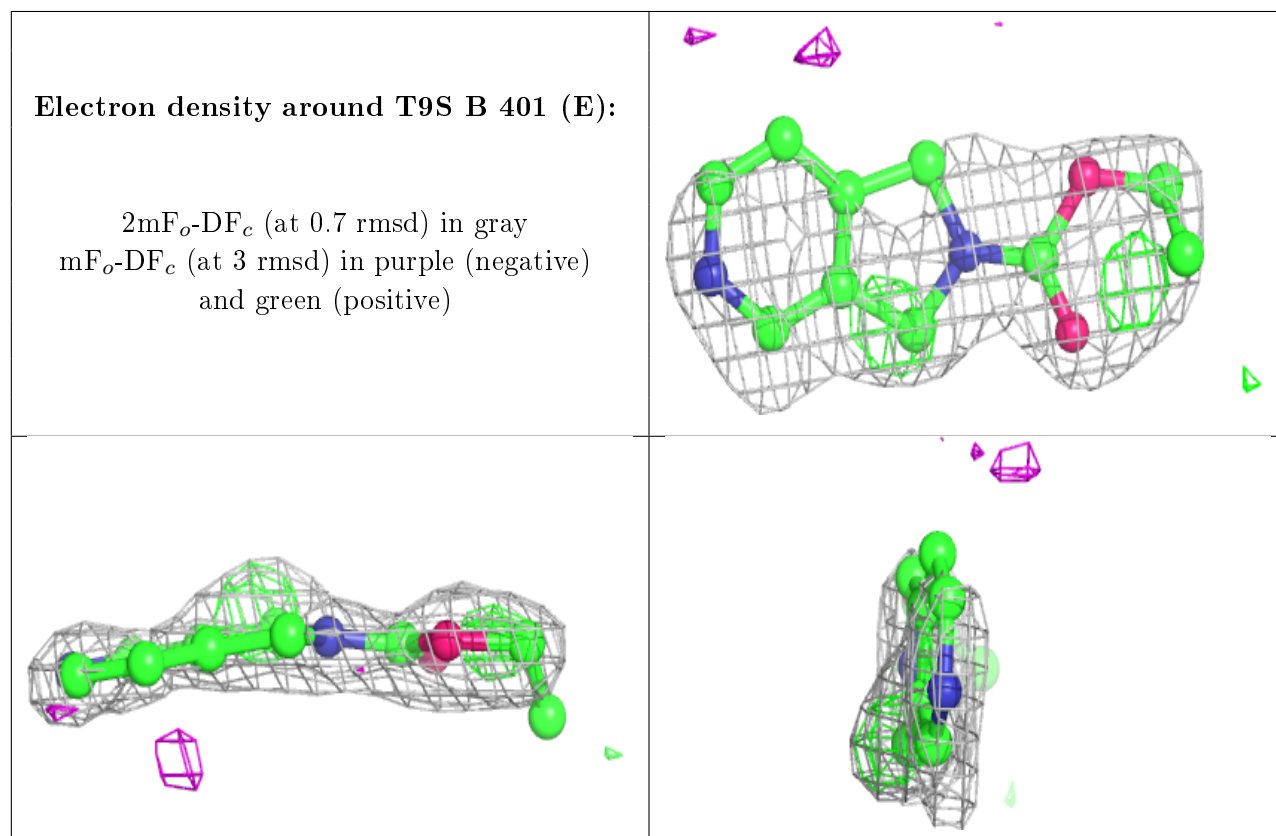 Electron density around T9S B 401 (E):
2mFₒ-DF𝒸 (at 0.7 rmsd) in gray
mFₒ-DF𝒸 (at 3 rmsd) in purple (negative)
and green (positive)